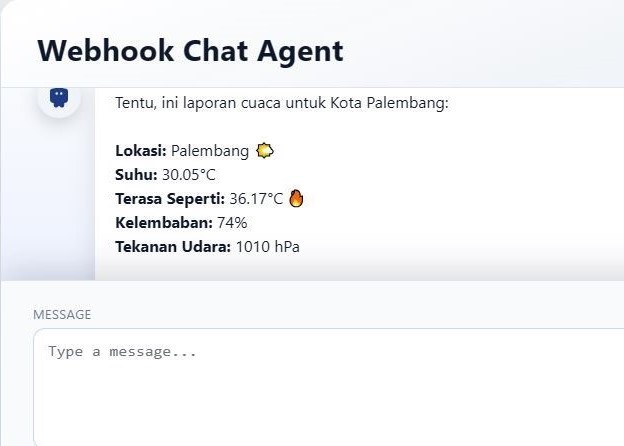 Webhook Chat Agent
Tentu, ini laporan cuaca untuk Kota Palembang:
Lokasi: Palembang 🌤️
Suhu: 30.05°C
Terasa Seperti: 36.17°C 🔥
Kelembaban: 74%
Tekanan Udara: 1010 hPa
MESSAGE
Type a message...